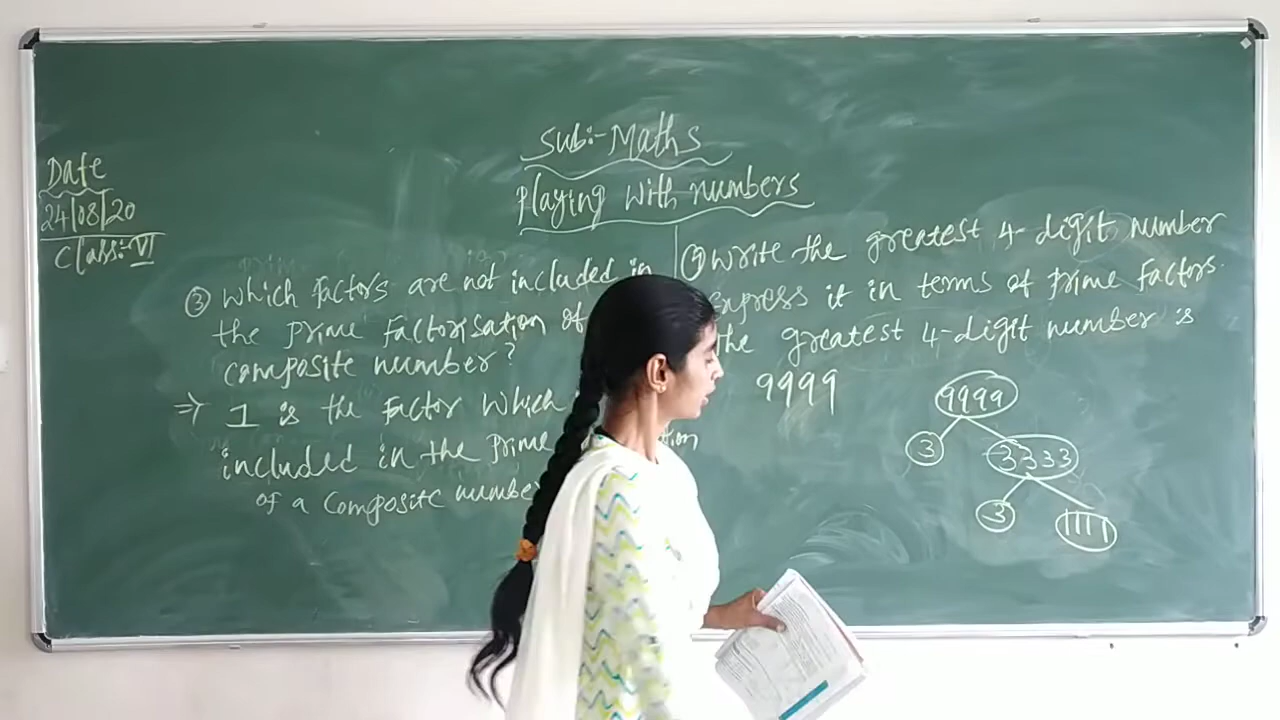 Sub:- Maths
Playing with numbers
Date
24/08/20
Class:- VI
③ which factors are not included in
the prime factorisation of
composite number?
⇒ 1 is the factor which
included in the prime
of a composite number
④ write the greatest 4-digit number
express it in terms of prime factors.
The greatest 4-digit number is
9999
9999
3 3333
3 1111